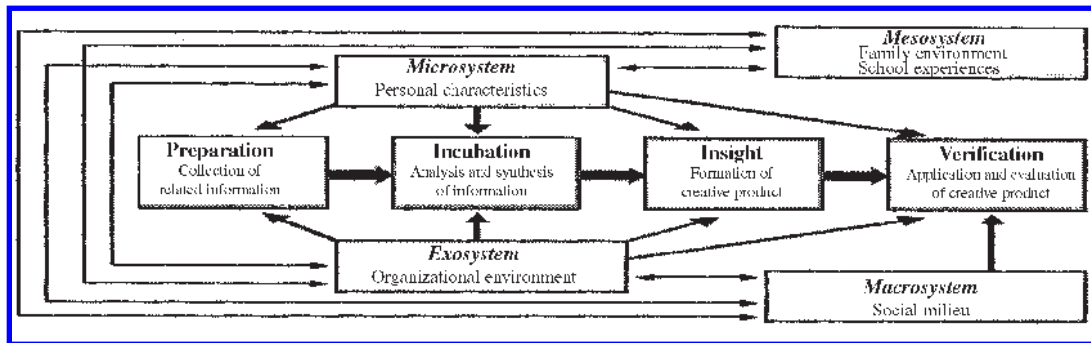 Mesosystem
Family environment
School experiences
Microsystem
Personal characteristics
Preparation
Collection of
related information
Incubation
Analysis and synthesis
of information
Insight
Formation of
creative product
Verification
Application and evaluation
of creative product
Exosystem
Organizational environment
Macrosystem
Social milieu